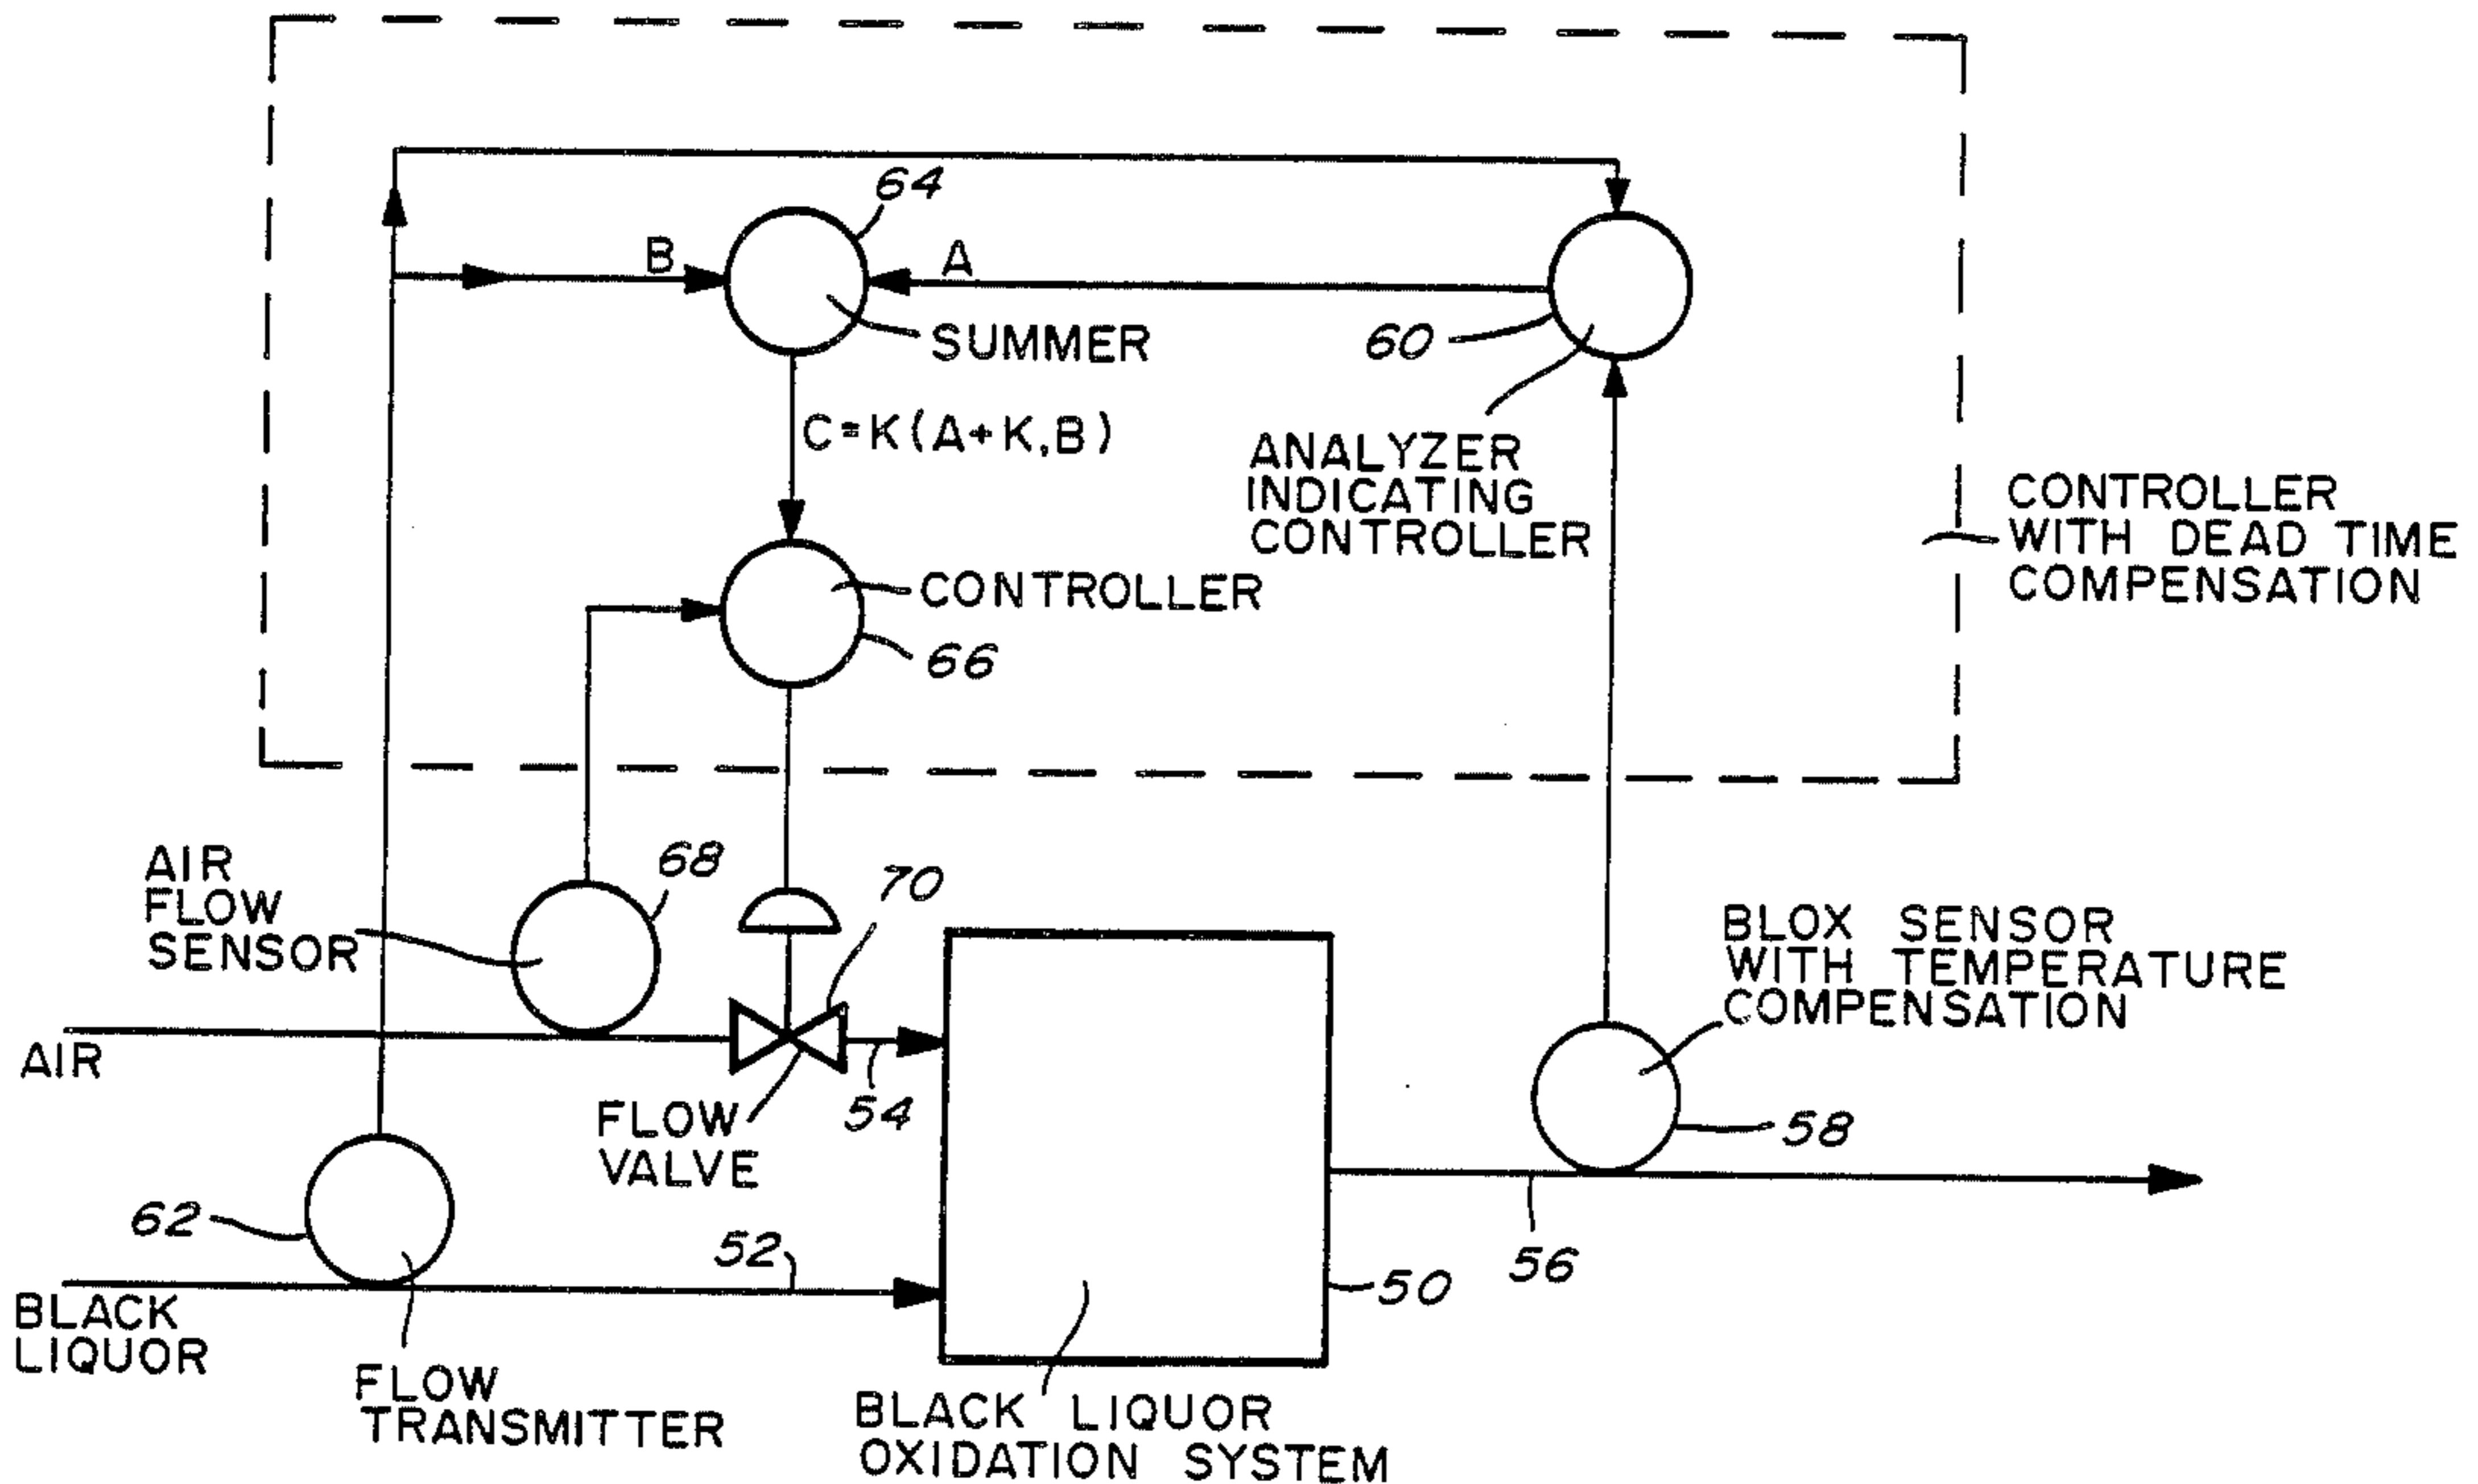 64
B
A
SUMMER
60
C=K(A+K,B)
ANALYZER
INDICATING
CONTROLLER
CONTROLLER
WITH DEAD TIME
COMPENSATION
CONTROLLER
66
AIR
FLOW
SENSOR
68
70
BLOX SENSOR
WITH TEMPERATURE
COMPENSATION
AIR
FLOW
VALVE
54
58
62
52
56
50
BLACK
LIQUOR
FLOW
TRANSMITTER
BLACK LIQUOR
OXIDATION SYSTEM